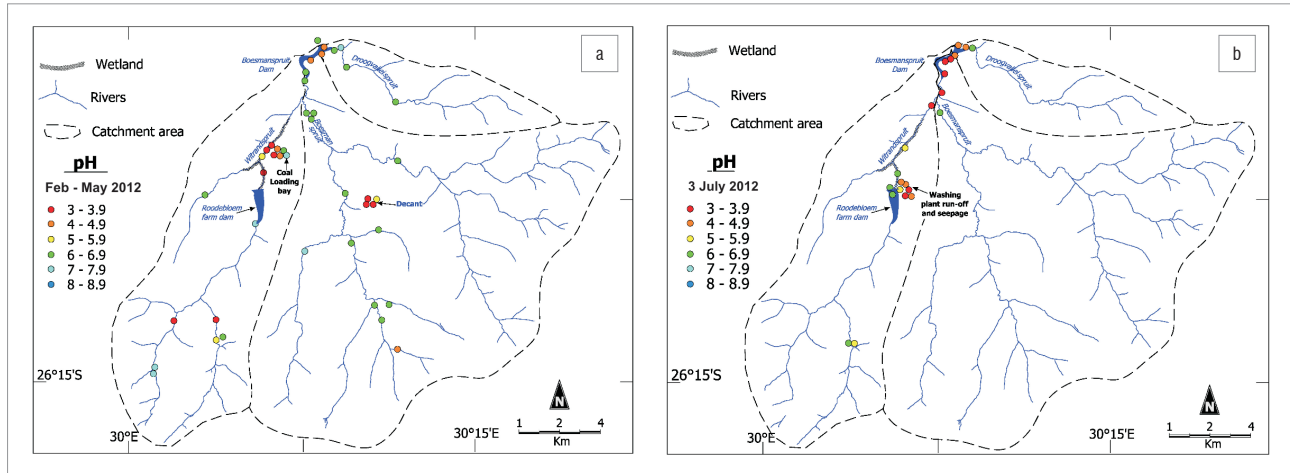 a
Wetland
Rivers
Catchment area
pH
Feb - May 2012
3 - 3.9
4 - 4.9
5 - 5.9
6 - 6.9
7 - 7.9
8 - 8.9
Boesmanspruit
Dam
Droogvallei spruit
Witrandspruit
Boesman
spruit
Coal
Loading
bay
Decant
Roodebloem
farm dam
26°15'S
30°E
30°15'E
N
1 2 4
Km
b
Wetland
Rivers
Catchment area
pH
3 July 2012
3 - 3.9
4 - 4.9
5 - 5.9
6 - 6.9
7 - 7.9
8 - 8.9
Boesmanspruit
Dam
Boesmanspruit
Witrandspruit
Washing
plant run-off
and seepage
Roodebloem
farm dam
26°15'S
30°E
30°15'E
N
1 2 4
Km